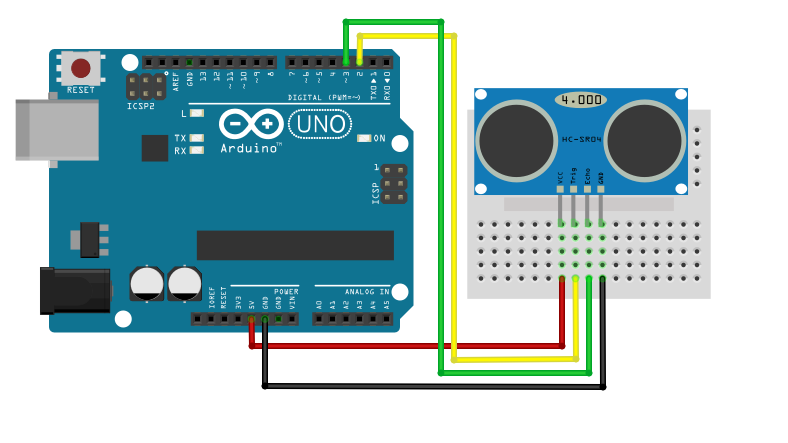 RESET
ICSP2
AREF
GND
13
12
~11
~10
~9
8
7
~6
~5
4
~3
2
TX0▶1
RX0◀0
DIGITAL (PWM=~)
L
TX
RX
Arduino™
UNO
ON
1
ICSP
4.000
HC-SR04
VCC
Trig
Echo
GND
POWER
ANALOG IN
IOREF
RESET
3V3
5V
GND
GND
VIN
A0
A1
A2
A3
A4
A5